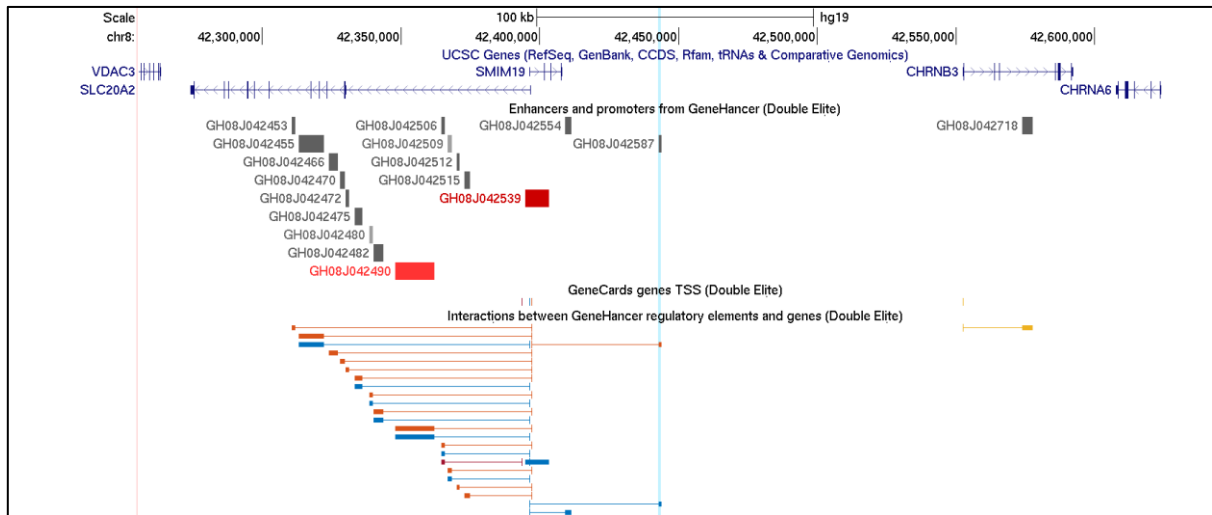 Scale 100 kb hg19
chr8: 42,300,000 42,350,000 42,400,000 42,450,000 42,500,000 42,550,000 42,600,000
UCSC Genes (RefSeq, GenBank, CCDS, Rfam, tRNAs & Comparative Genomics)
VDAC3 SMIM19 CHRNB3
SLC20A2 CHRNA6
Enhancers and promoters from GeneHancer (Double Elite)
GH08J042453 GH08J042506 GH08J042554 GH08J042718
GH08J042455 GH08J042509 GH08J042587
GH08J042466 GH08J042512
GH08J042470 GH08J042515
GH08J042472 GH08J042539
GH08J042475
GH08J042480
GH08J042482
GH08J042490
GeneCards genes TSS (Double Elite)
Interactions between GeneHancer regulatory elements and genes (Double Elite)